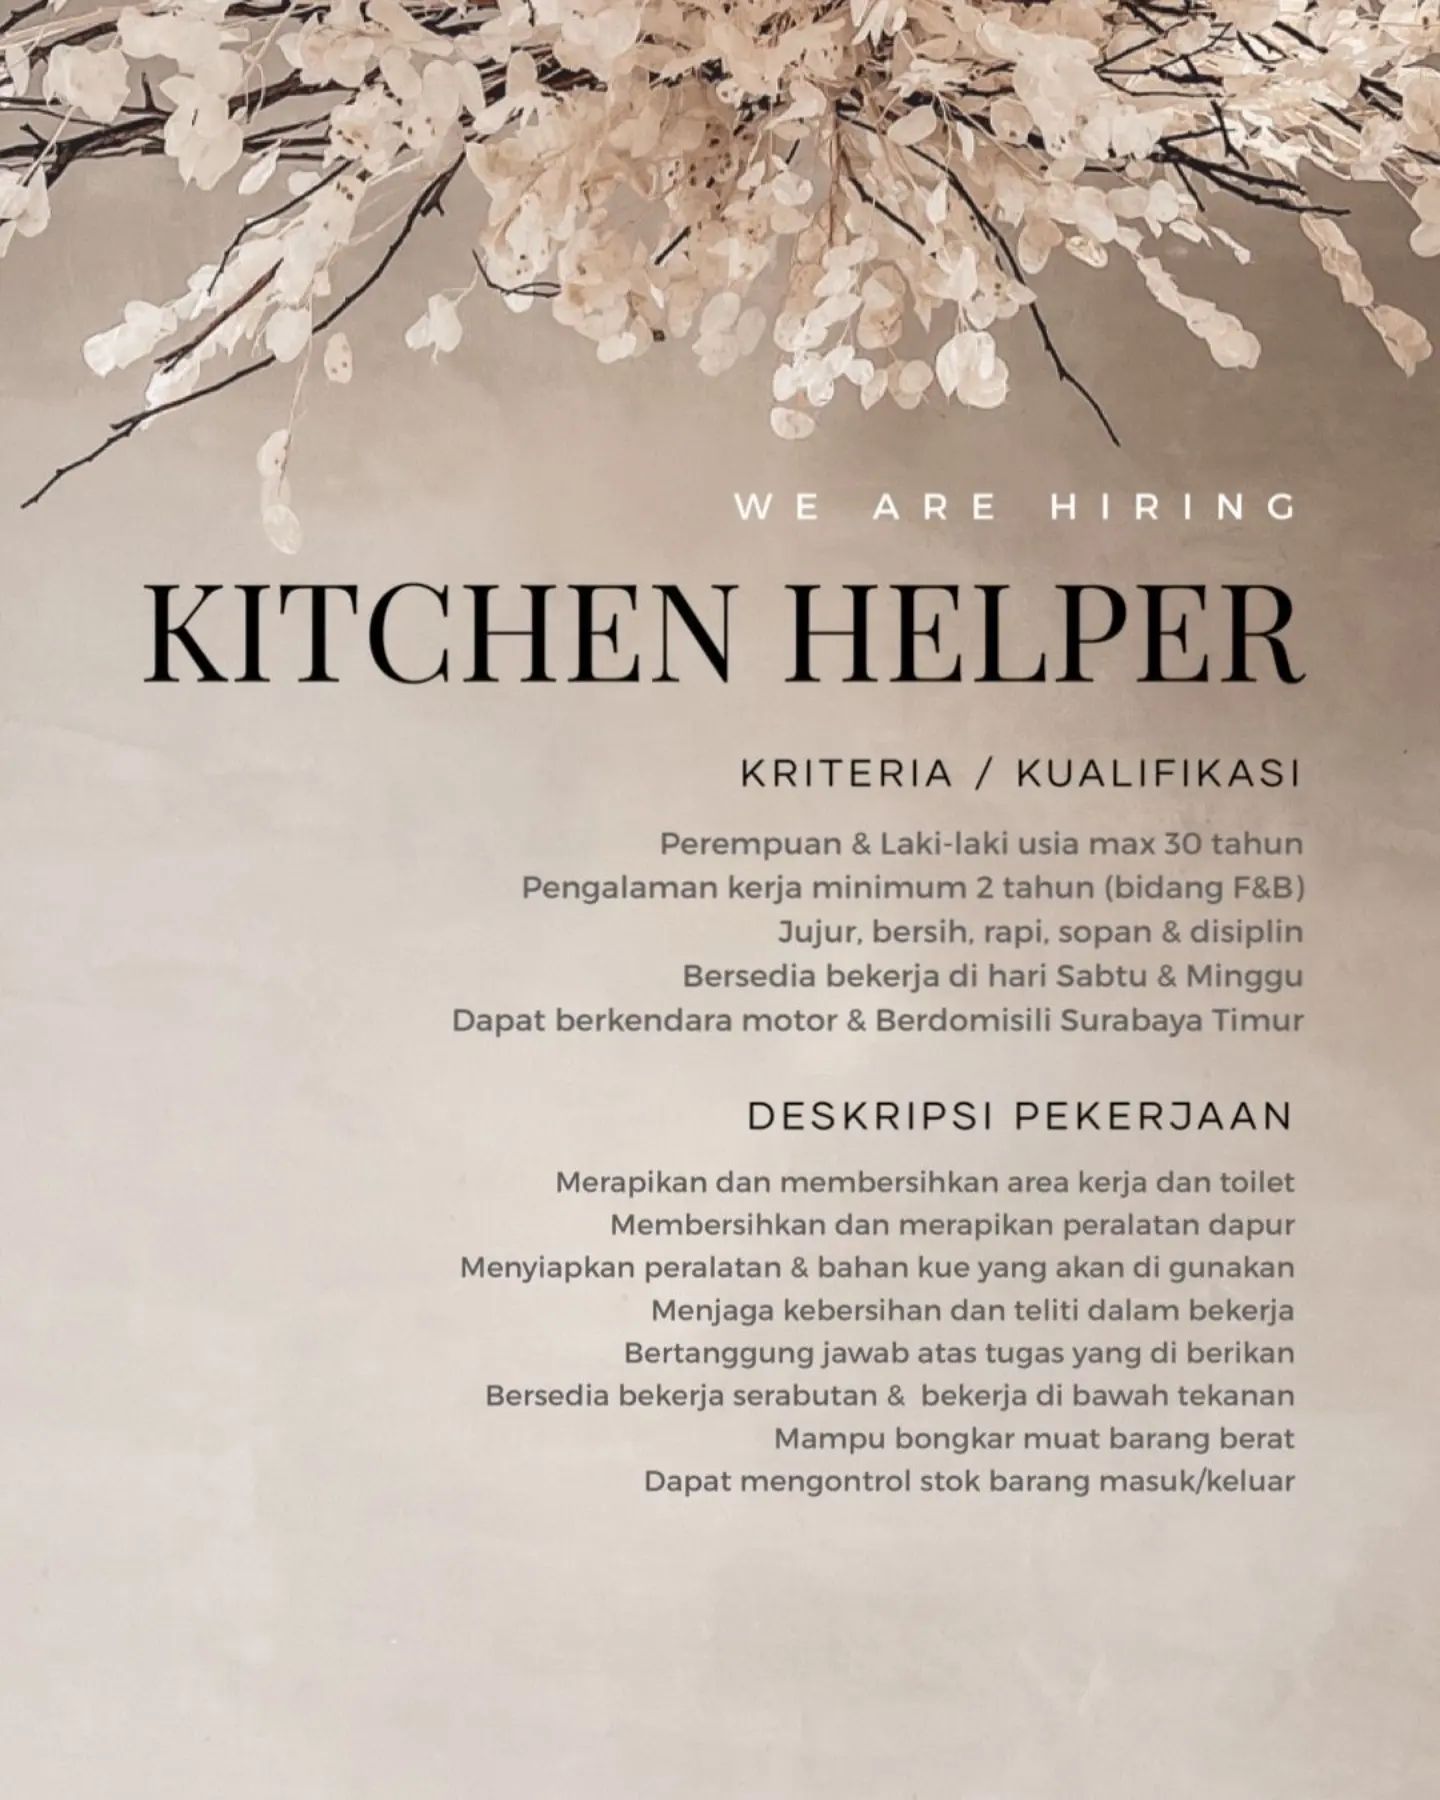 WE ARE HIRING
KITCHEN HELPER
KRITERIA / KUALIFIKASI
Perempuan & Laki-laki usia max 30 tahun
Pengalaman kerja minimum 2 tahun (bidang F&B)
Jujur, bersih, rapi, sopan & disiplin
Bersedia bekerja di hari Sabtu & Minggu
Dapat berkendara motor & Berdomisili Surabaya Timur
DESKRIPSI PEKERJAAN
Merapikan dan membersihkan area kerja dan toilet
Membersihkan dan merapikan peralatan dapur
Menyiapkan peralatan & bahan kue yang akan di gunakan
Menjaga kebersihan dan teliti dalam bekerja
Bertanggung jawab atas tugas yang di berikan
Bersedia bekerja serabutan & bekerja di bawah tekanan
Mampu bongkar muat barang berat
Dapat mengontrol stok barang masuk/keluar